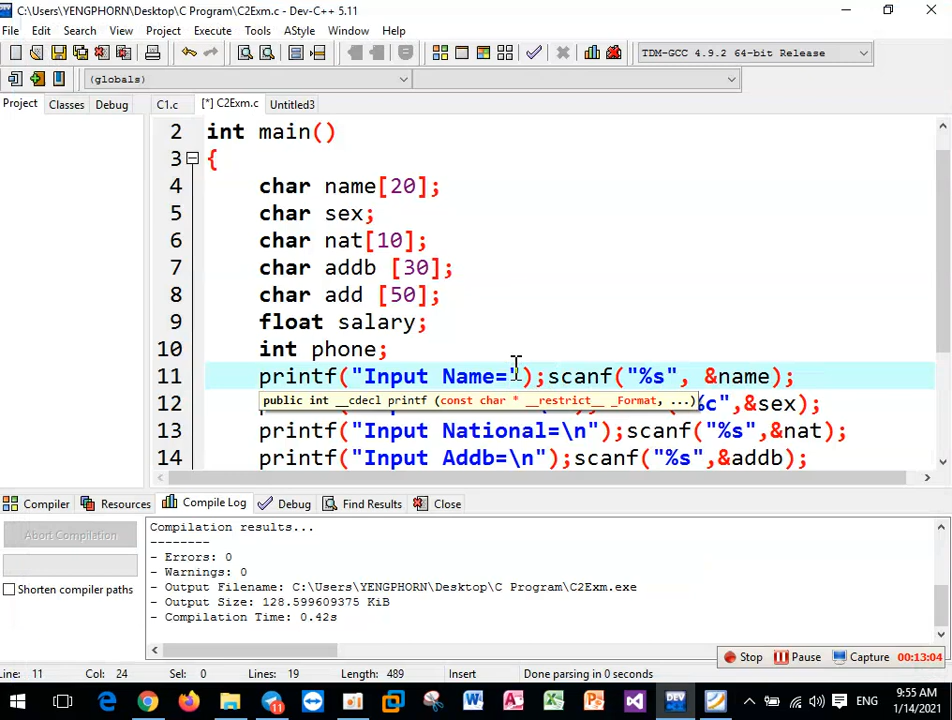 C:\Users\YENGPHORN\Desktop\C Program\C2Exm.c - Dev-C++ 5.11
File Edit Search View Project Execute Tools AStyle Window Help
TDM-GCC 4.9.2 64-bit Release
(globals)
Project Classes Debug C1.c [*] C2Exm.c Untitled3
2 int main()
3 {
4 char name[20];
5 char sex;
6 char nat[10];
7 char addb [30];
8 char add [50];
9 float salary;
10 int phone;
11 printf("Input Name=");scanf("%s", &name);
public int __cdecl printf (const char * __restrict__ _Format, ...)
12 %c",&sex);
13 printf("Input National=\n");scanf("%s",&nat);
14 printf("Input Addb=\n");scanf("%s",&addb);
Compiler Resources Compile Log Debug Find Results Close
Abort Compilation
Shorten compiler paths
Compilation results...
--------
- Errors: 0
- Warnings: 0
- Output Filename: C:\Users\YENGPHORN\Desktop\C Program\C2Exm.exe
- Output Size: 128.599609375 KiB
- Compilation Time: 0.42s
Stop Pause Capture 00:13:04
Line: 11 Col: 24 Sel: 0 Lines: 19 Length: 489 Insert Done parsing in 0 seconds
ENG
9:55 AM
1/14/2021